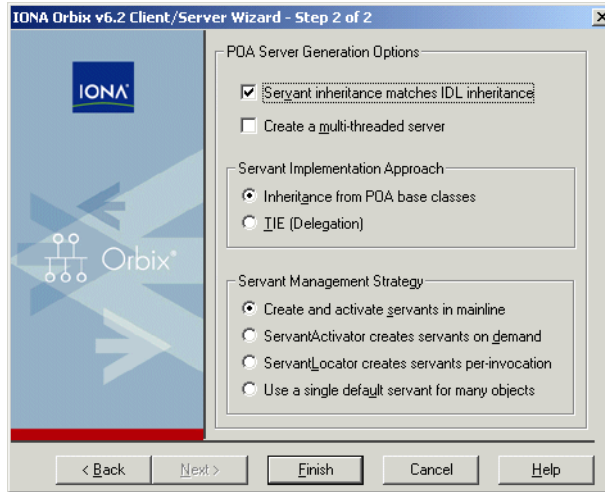 IONA Orbix v6.2 Client/Server Wizard - Step 2 of 2
IONA
Orbix
POA Server Generation Options
Servant inheritance matches IDL inheritance
Create a multi-threaded server
Servant Implementation Approach
Inheritance from POA base classes
TIE (Delegation)
Servant Management Strategy
Create and activate servants in mainline
ServantActivator creates servants on demand
ServantLocator creates servants per-invocation
Use a single default servant for many objects
< Back Next > Finish Cancel Help